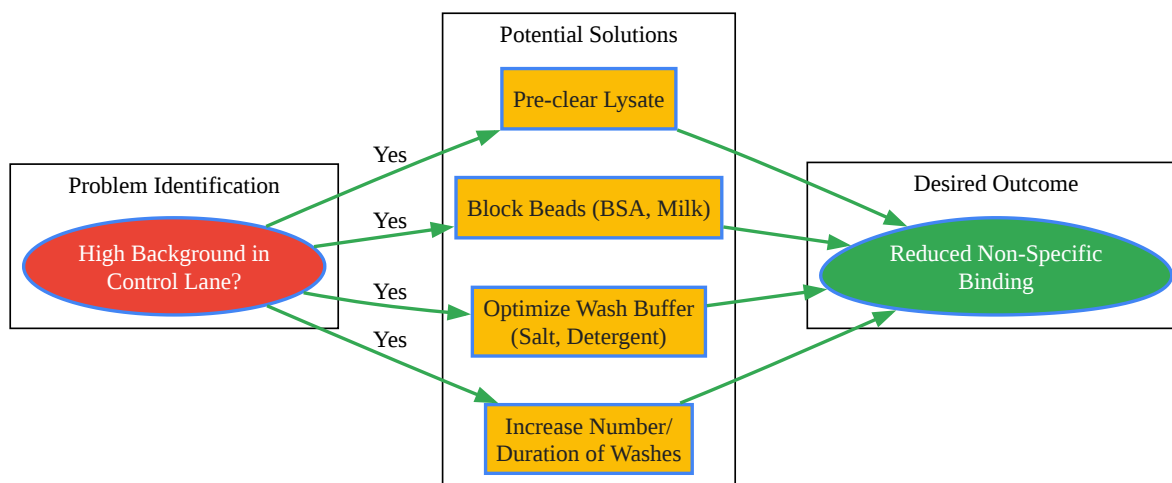 Problem Identification
High Background in
Control Lane?
Yes
Yes
Yes
Yes
Potential Solutions
Pre-clear Lysate
Block Beads (BSA, Milk)
Optimize Wash Buffer
(Salt, Detergent)
Increase Number/
Duration of Washes
Desired Outcome
Reduced Non-Specific
Binding